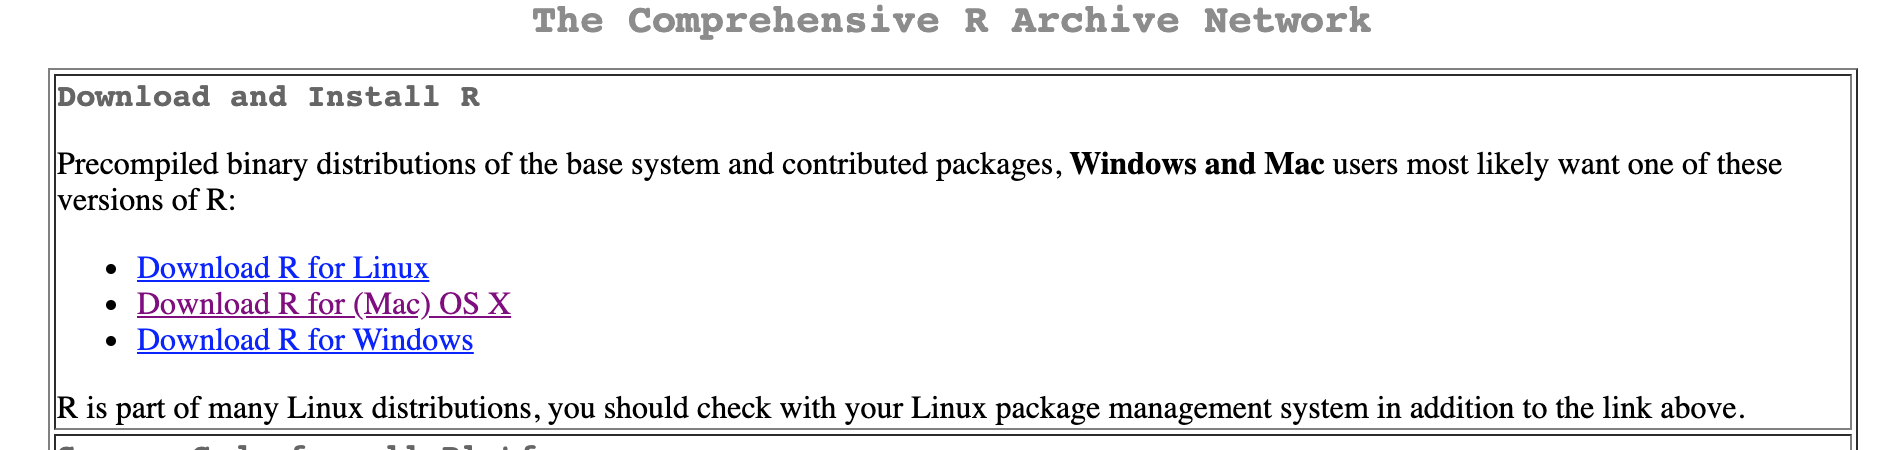 The Comprehensive R Archive Network
Download and Install R
Precompiled binary distributions of the base system and contributed packages, Windows and Mac users most likely want one of these
versions of R:
• Download R for Linux
• Download R for (Mac) OS X
• Download R for Windows
R is part of many Linux distributions, you should check with your Linux package management system in addition to the link above.